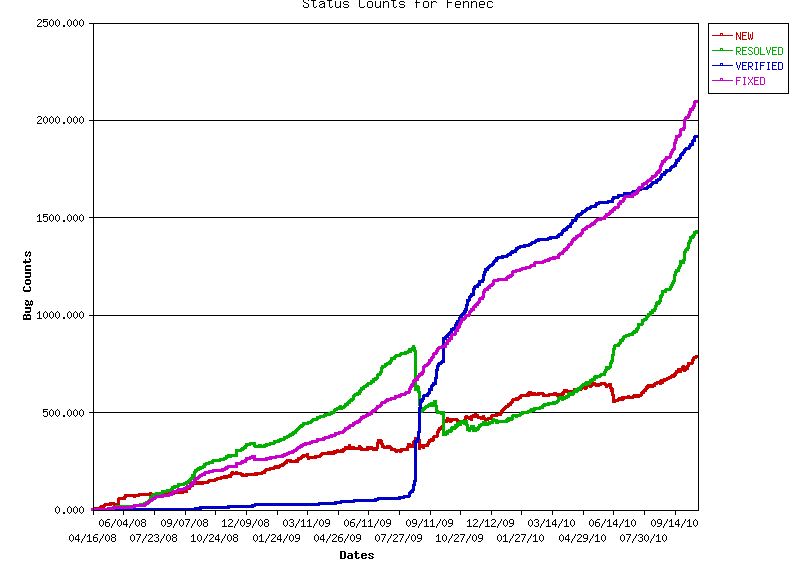 Status Counts for Fennec
2500.000
2000.000
1500.000
1000.000
500.000
0.000
Bug Counts
NEW
RESOLVED
VERIFIED
FIXED
06/04/08 09/07/08 12/09/08 03/11/09 06/11/09 09/11/09 12/12/09 03/14/10 06/14/10 09/14/10
04/16/08 07/23/08 10/24/08 01/24/09 04/26/09 07/27/09 10/27/09 01/27/10 04/29/10 07/30/10
Dates